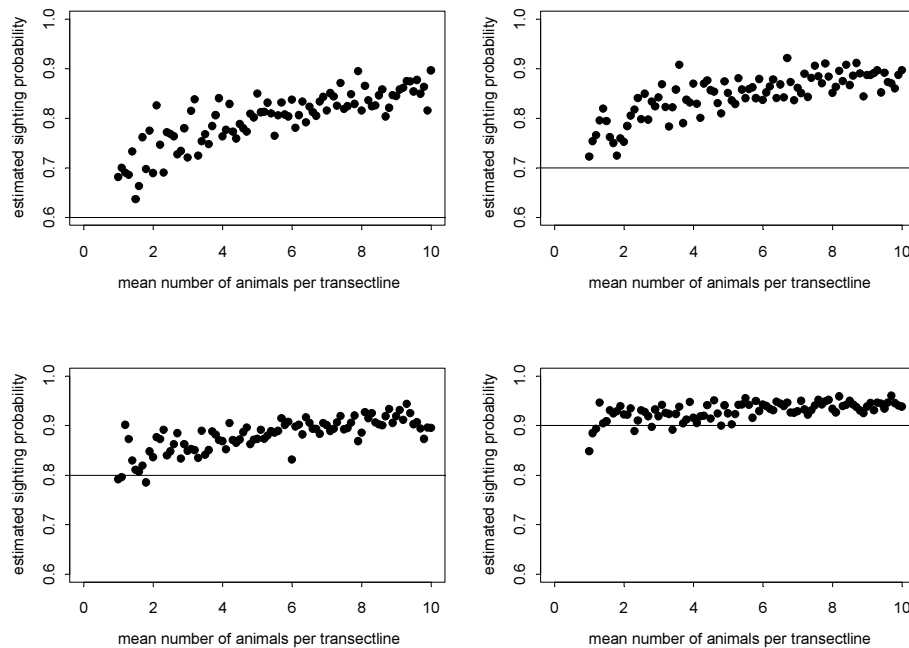 estimated sighting probability
1.0
0.9
0.8
0.7
0.6
0 2 4 6 8 10
mean number of animals per transectline
estimated sighting probability
1.0
0.9
0.8
0.7
0.6
0 2 4 6 8 10
mean number of animals per transectline
estimated sighting probability
1.0
0.9
0.8
0.7
0.6
0 2 4 6 8 10
mean number of animals per transectline
estimated sighting probability
1.0
0.9
0.8
0.7
0.6
0 2 4 6 8 10
mean number of animals per transectline